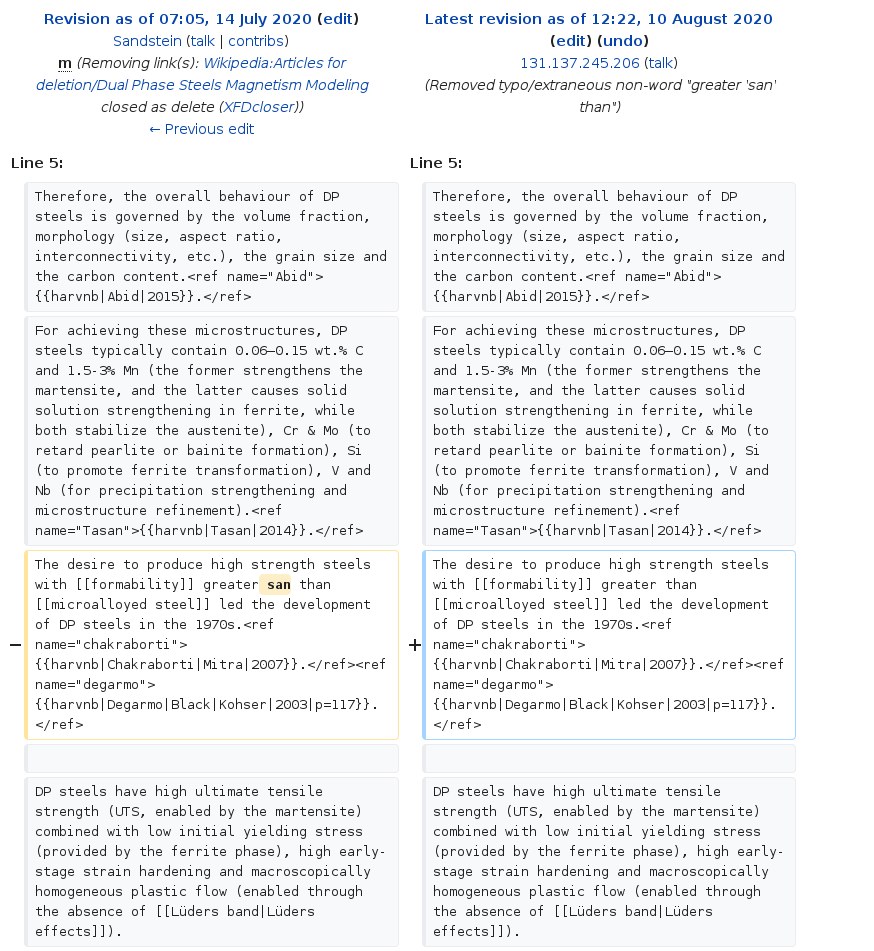 Revision as of 07:05, 14 July 2020 (edit)
Sandstein (talk | contribs)
m (Removing link(s): Wikipedia:Articles for
deletion/Dual Phase Steels Magnetism Modeling
closed as delete (XFDcloser))
← Previous edit
Latest revision as of 12:22, 10 August 2020
(edit) (undo)
131.137.245.206 (talk)
(Removed typo/extraneous non-word "greater 'san'
than")
Line 5:
Line 5:
Therefore, the overall behaviour of DP
steels is governed by the volume fraction,
morphology (size, aspect ratio,
interconnectivity, etc.), the grain size and
the carbon content.<ref name="Abid">
{{harvnb|Abid|2015}}.</ref>
Therefore, the overall behaviour of DP
steels is governed by the volume fraction,
morphology (size, aspect ratio,
interconnectivity, etc.), the grain size and
the carbon content.<ref name="Abid">
{{harvnb|Abid|2015}}.</ref>
For achieving these microstructures, DP
steels typically contain 0.06–0.15 wt.% C
and 1.5-3% Mn (the former strengthens the
martensite, and the latter causes solid
solution strengthening in ferrite, while
both stabilize the austenite), Cr & Mo (to
retard pearlite or bainite formation), Si
(to promote ferrite transformation), V and
Nb (for precipitation strengthening and
microstructure refinement).<ref
name="Tasan">{{harvnb|Tasan|2014}}.</ref>
For achieving these microstructures, DP
steels typically contain 0.06–0.15 wt.% C
and 1.5-3% Mn (the former strengthens the
martensite, and the latter causes solid
solution strengthening in ferrite, while
both stabilize the austenite), Cr & Mo (to
retard pearlite or bainite formation), Si
(to promote ferrite transformation), V and
Nb (for precipitation strengthening and
microstructure refinement).<ref
name="Tasan">{{harvnb|Tasan|2014}}.</ref>
−
The desire to produce high strength steels
with [[formability]] greater san than
[[microalloyed steel]] led the development
of DP steels in the 1970s.<ref
name="chakraborti">
{{harvnb|Chakraborti|Mitra|2007}}.</ref><ref
name="degarmo">
{{harvnb|Degarmo|Black|Kohser|2003|p=117}}.
</ref>
+
The desire to produce high strength steels
with [[formability]] greater than
[[microalloyed steel]] led the development
of DP steels in the 1970s.<ref
name="chakraborti">
{{harvnb|Chakraborti|Mitra|2007}}.</ref><ref
name="degarmo">
{{harvnb|Degarmo|Black|Kohser|2003|p=117}}.
</ref>
DP steels have high ultimate tensile
strength (UTS, enabled by the martensite)
combined with low initial yielding stress
(provided by the ferrite phase), high early-
stage strain hardening and macroscopically
homogeneous plastic flow (enabled through
the absence of [[Lüders band|Lüders
effects]]).
DP steels have high ultimate tensile
strength (UTS, enabled by the martensite)
combined with low initial yielding stress
(provided by the ferrite phase), high early-
stage strain hardening and macroscopically
homogeneous plastic flow (enabled through
the absence of [[Lüders band|Lüders
effects]]).